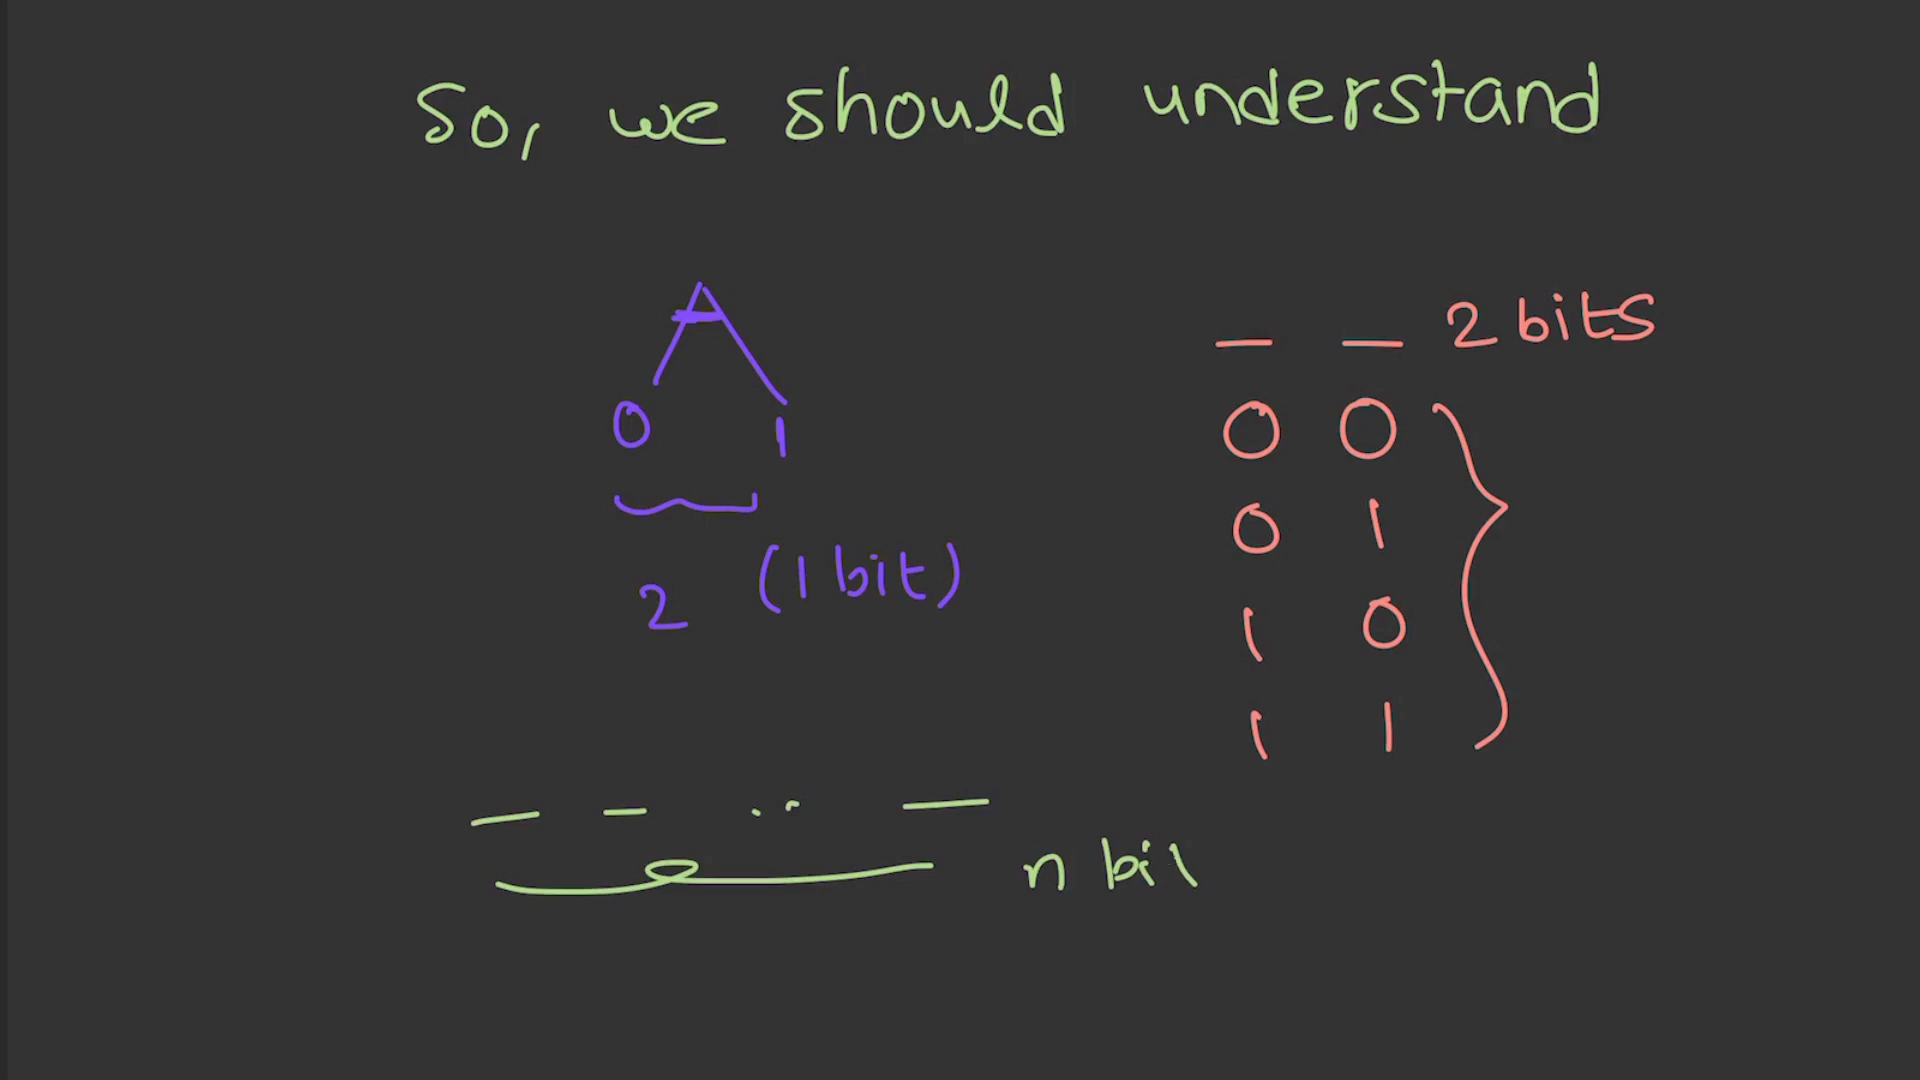 So, we should understand
0 1
2 (1 bit)
2 bits
0 0
0 1
1 0
1 1
n bi